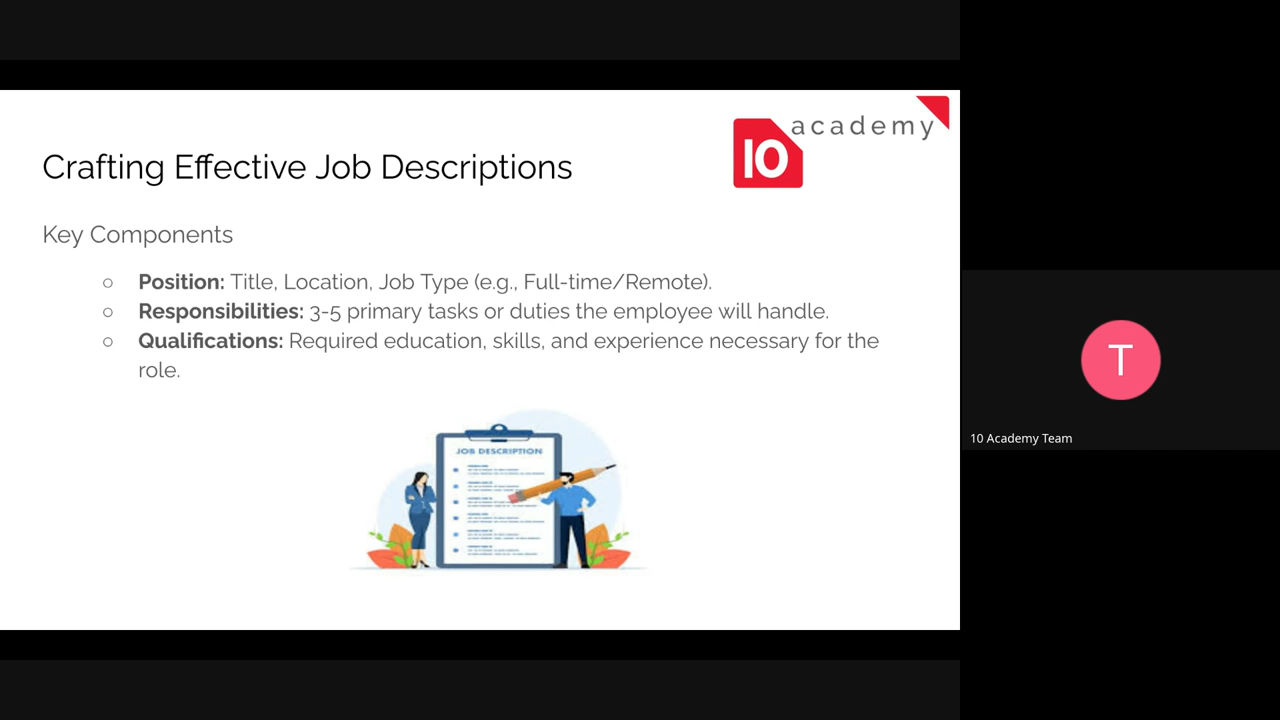 academy
10
Crafting Effective Job Descriptions
Key Components
○ Position: Title, Location, Job Type (e.g., Full-time/Remote).
○ Responsibilities: 3-5 primary tasks or duties the employee will handle.
○ Qualifications: Required education, skills, and experience necessary for the
role.
JOB DESCRIPTION
T
10 Academy Team